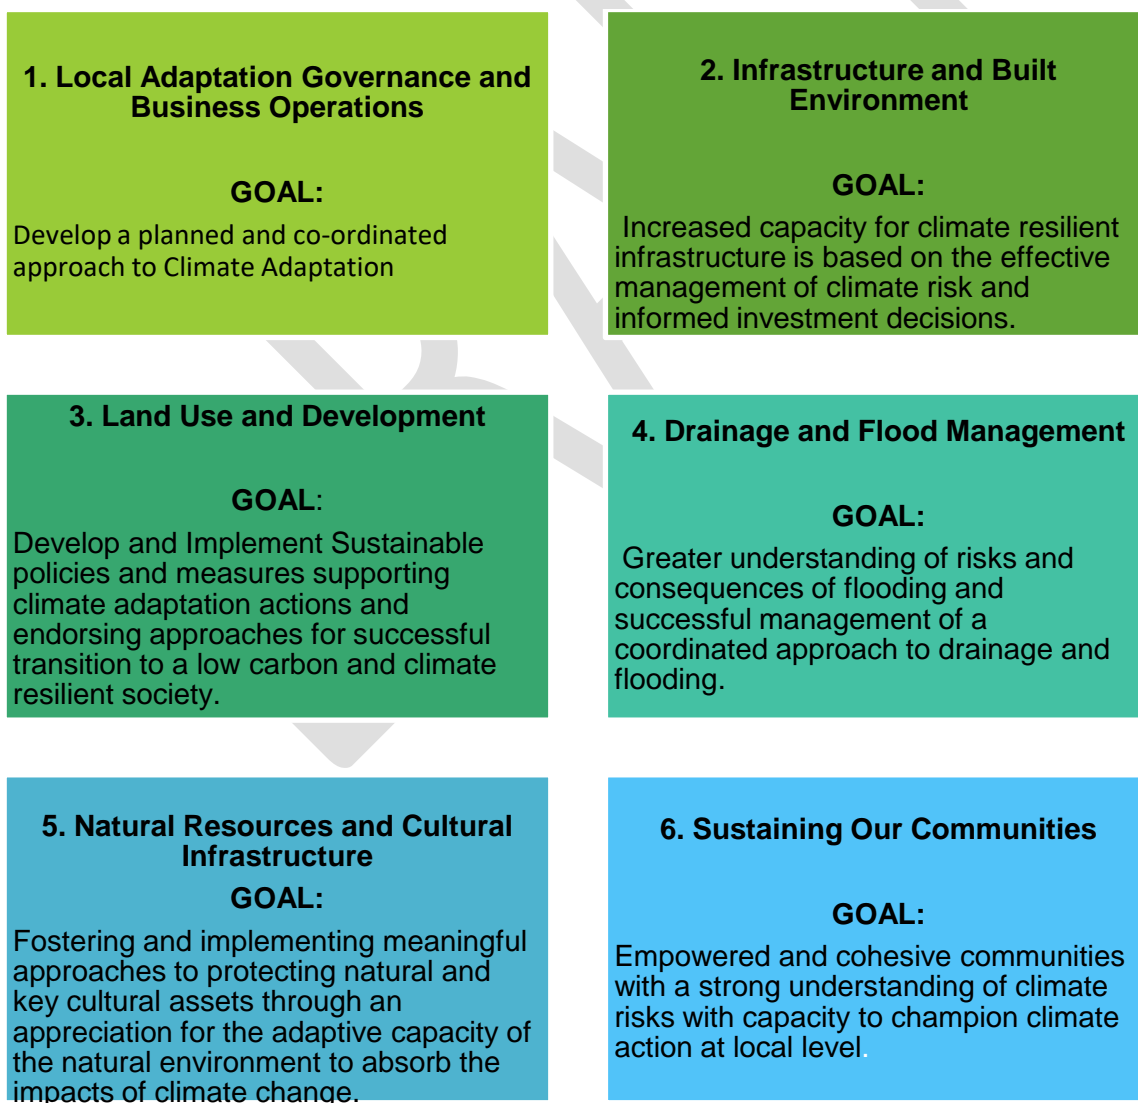 1. Local Adaptation Governance and
Business Operations
GOAL:
Develop a planned and co-ordinated
approach to Climate Adaptation
2. Infrastructure and Built
Environment
GOAL:
Increased capacity for climate resilient
infrastructure is based on the effective
management of climate risk and
informed investment decisions.
3. Land Use and Development
GOAL:
Develop and Implement Sustainable
policies and measures supporting
climate adaptation actions and
endorsing approaches for successful
transition to a low carbon and climate
resilient society.
4. Drainage and Flood Management
GOAL:
Greater understanding of risks and
consequences of flooding and
successful management of a
coordinated approach to drainage and
flooding.
5. Natural Resources and Cultural
Infrastructure
GOAL:
Fostering and implementing meaningful
approaches to protecting natural and
key cultural assets through an
appreciation for the adaptive capacity of
the natural environment to absorb the
impacts of climate change.
6. Sustaining Our Communities
GOAL:
Empowered and cohesive communities
with a strong understanding of climate
risks with capacity to champion climate
action at local level.